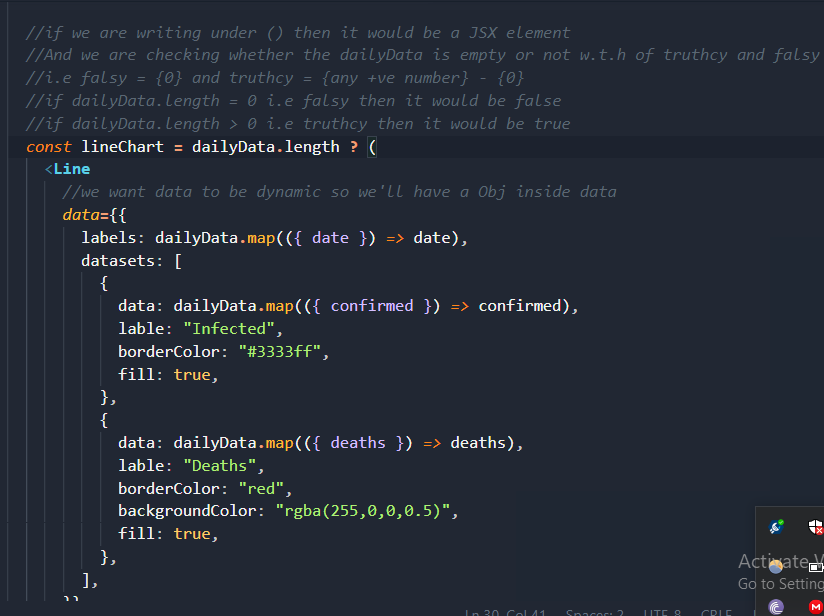 //if we are writing under () then it would be a JSX element
//And we are checking whether the dailyData is empty or not w.t.h of truthcy and falsy
//i.e falsy = {0} and truthcy = {any +ve number} - {0}
//if dailyData.length = 0 i.e falsy then it would be false
//if dailyData.length > 0 i.e truthcy then it would be true
const lineChart = dailyData.length ? (
<Line
//we want data to be dynamic so we'll have a Obj inside data
data={{
labels: dailyData.map(({ date }) => date),
datasets: [
{
data: dailyData.map(({ confirmed }) => confirmed),
lable: "Infected",
borderColor: "#3333ff",
fill: true,
},
{
data: dailyData.map(({ deaths }) => deaths),
lable: "Deaths",
borderColor: "red",
backgroundColor: "rgba(255,0,0,0.5)",
fill: true,
},
],
}}
Activate W
Go to Setting
Ln 30, Col 41 Spaces: 2 UTF-8 CRLF